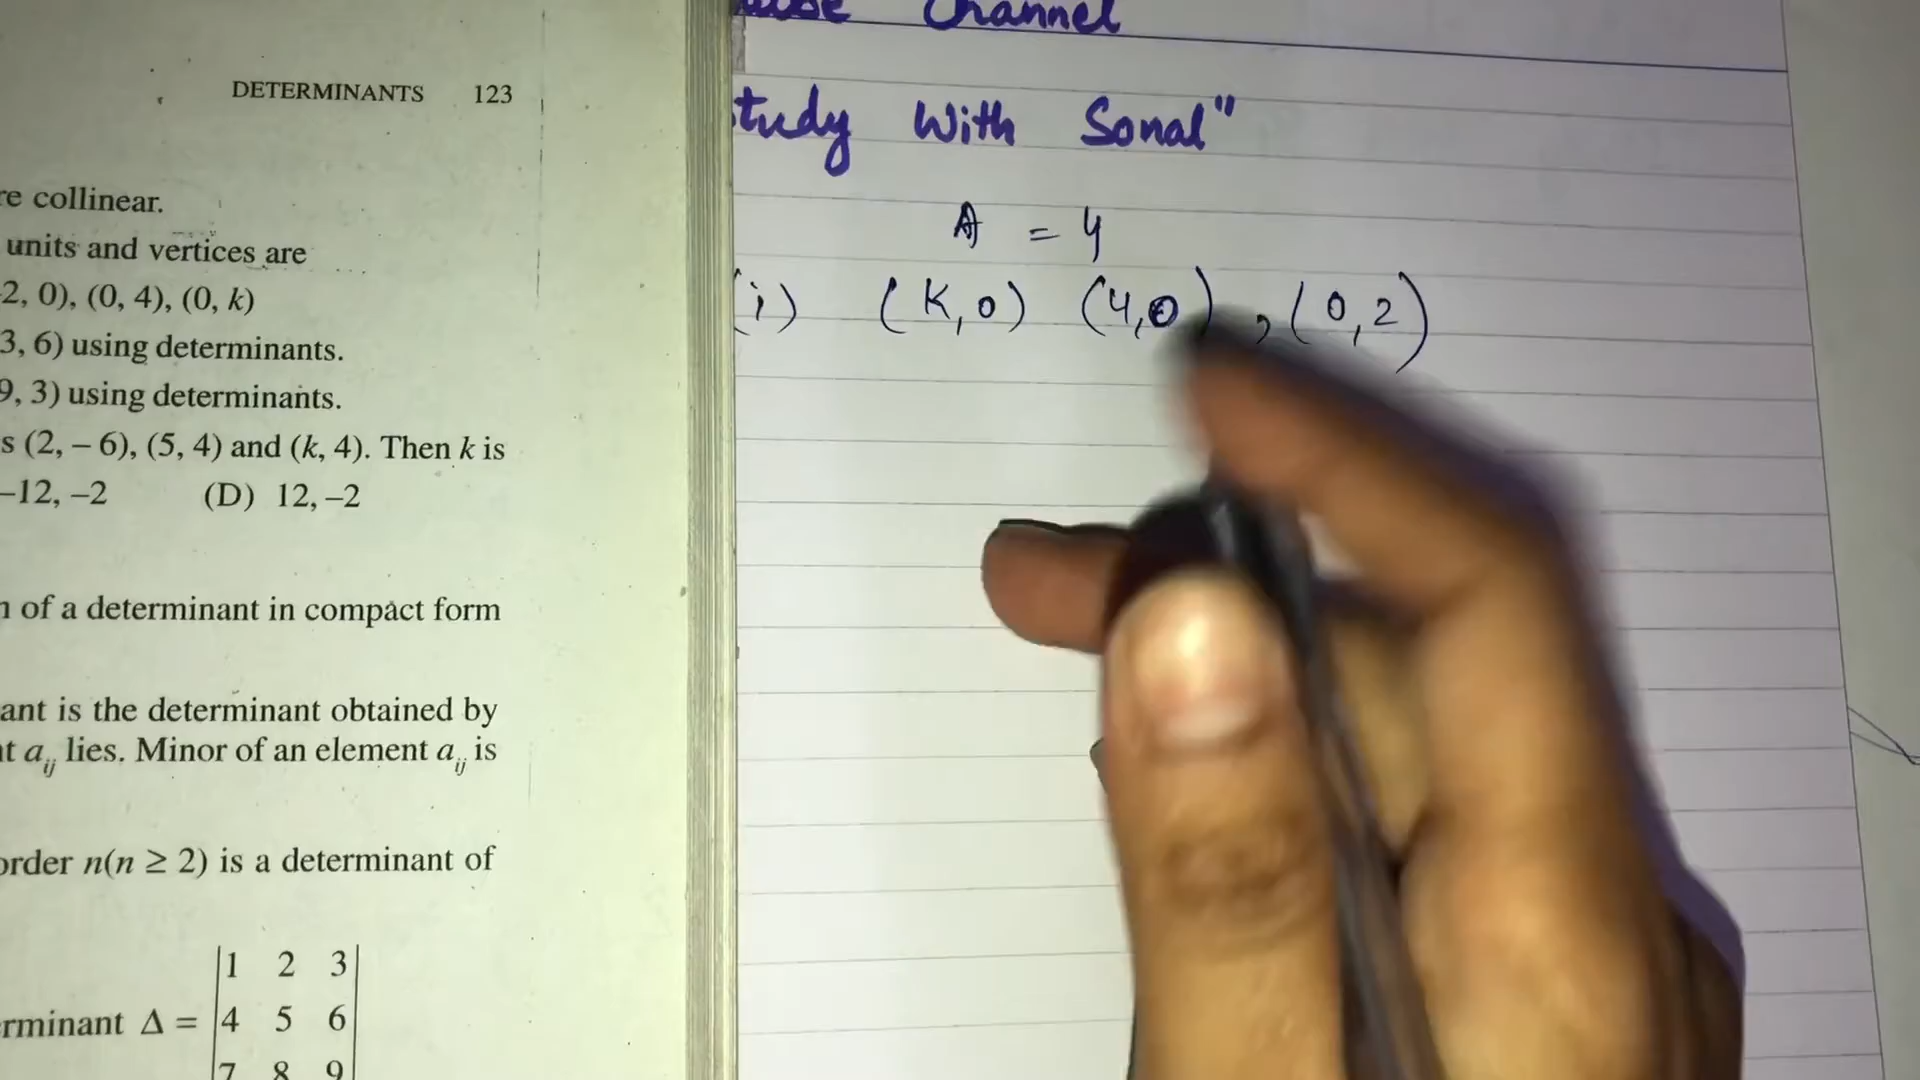 DETERMINANTS 123
re collinear.
units and vertices are
2, 0), (0, 4), (0, k)
3, 6) using determinants.
9, 3) using determinants.
s (2, – 6), (5, 4) and (k, 4). Then k is
–12, –2 (D) 12, –2
of a determinant in compact form
ant is the determinant obtained by
t aij lies. Minor of an element aij is
order n(n ≥ 2) is a determinant of
1 2 3
rminant Δ = 4 5 6
7 8 9
Channel
Study With Sonal"
A = 4
(i) (K,0) (4,0) , (0,2)